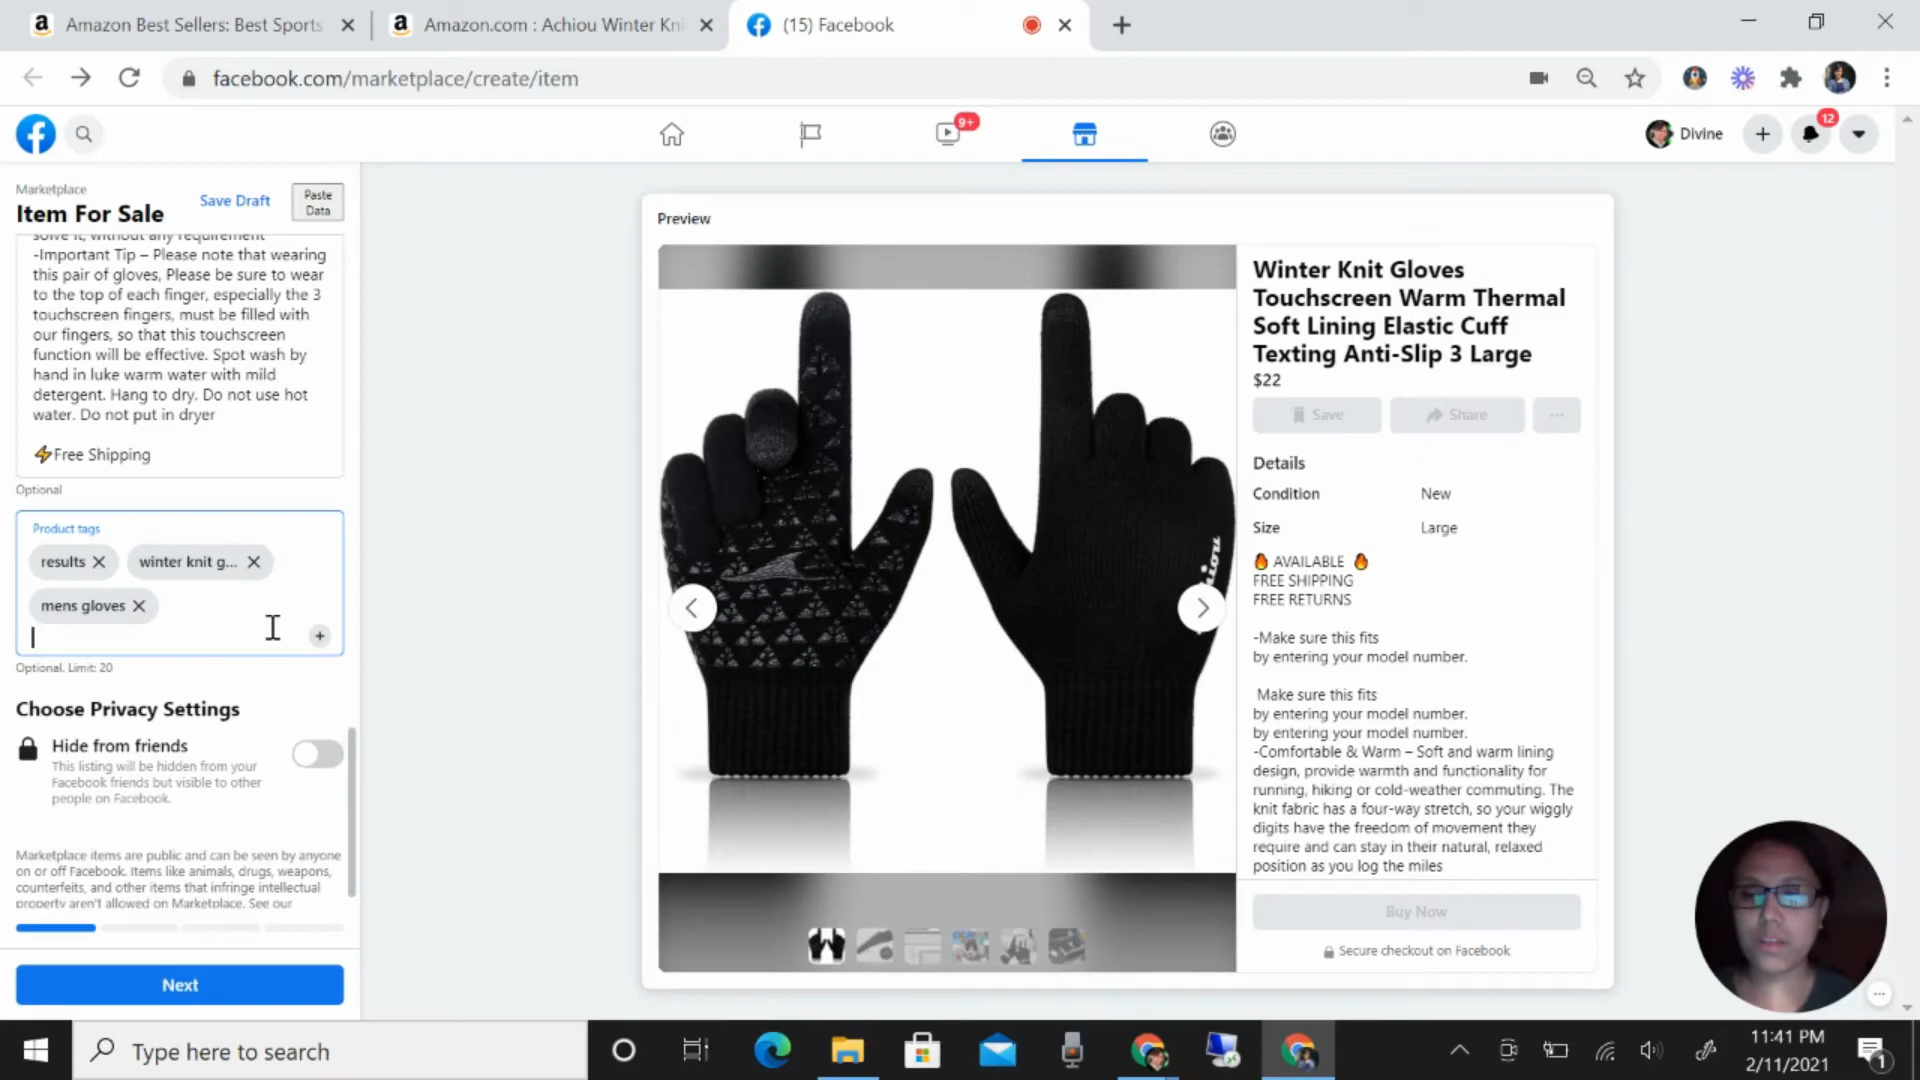 Amazon Best Sellers: Best Sports
Amazon.com : Achiou Winter Kni
(15) Facebook
facebook.com/marketplace/create/item
9+
Divine
12
Marketplace
Item For Sale
Save Draft
Paste
Data
solve it, without any requirement
-Important Tip – Please note that wearing
this pair of gloves, Please be sure to wear
to the top of each finger, especially the 3
touchscreen fingers, must be filled with
our fingers, so that this touchscreen
function will be effective. Spot wash by
hand in luke warm water with mild
detergent. Hang to dry. Do not use hot
water. Do not put in dryer
⚡Free Shipping
Optional
Product tags
results
winter knit g...
mens gloves
Optional. Limit: 20
Choose Privacy Settings
Hide from friends
This listing will be hidden from your
Facebook friends but visible to other
people on Facebook.
Marketplace items are public and can be seen by anyone
on or off Facebook. Items like animals, drugs, weapons,
counterfeits, and other items that infringe intellectual
property aren't allowed on Marketplace. See our
Next
Preview
Winter Knit Gloves
Touchscreen Warm Thermal
Soft Lining Elastic Cuff
Texting Anti-Slip 3 Large
$22
Save
Share
Details
Condition New
Size Large
🔥 AVAILABLE 🔥
FREE SHIPPING
FREE RETURNS
-Make sure this fits
by entering your model number.
Make sure this fits
by entering your model number.
by entering your model number.
-Comfortable & Warm – Soft and warm lining
design, provide warmth and functionality for
running, hiking or cold-weather commuting. The
knit fabric has a four-way stretch, so your wiggly
digits have the freedom of movement they
require and can stay in their natural, relaxed
position as you log the miles
Buy Now
Secure checkout on Facebook
Type here to search
11:41 PM
2/11/2021
1